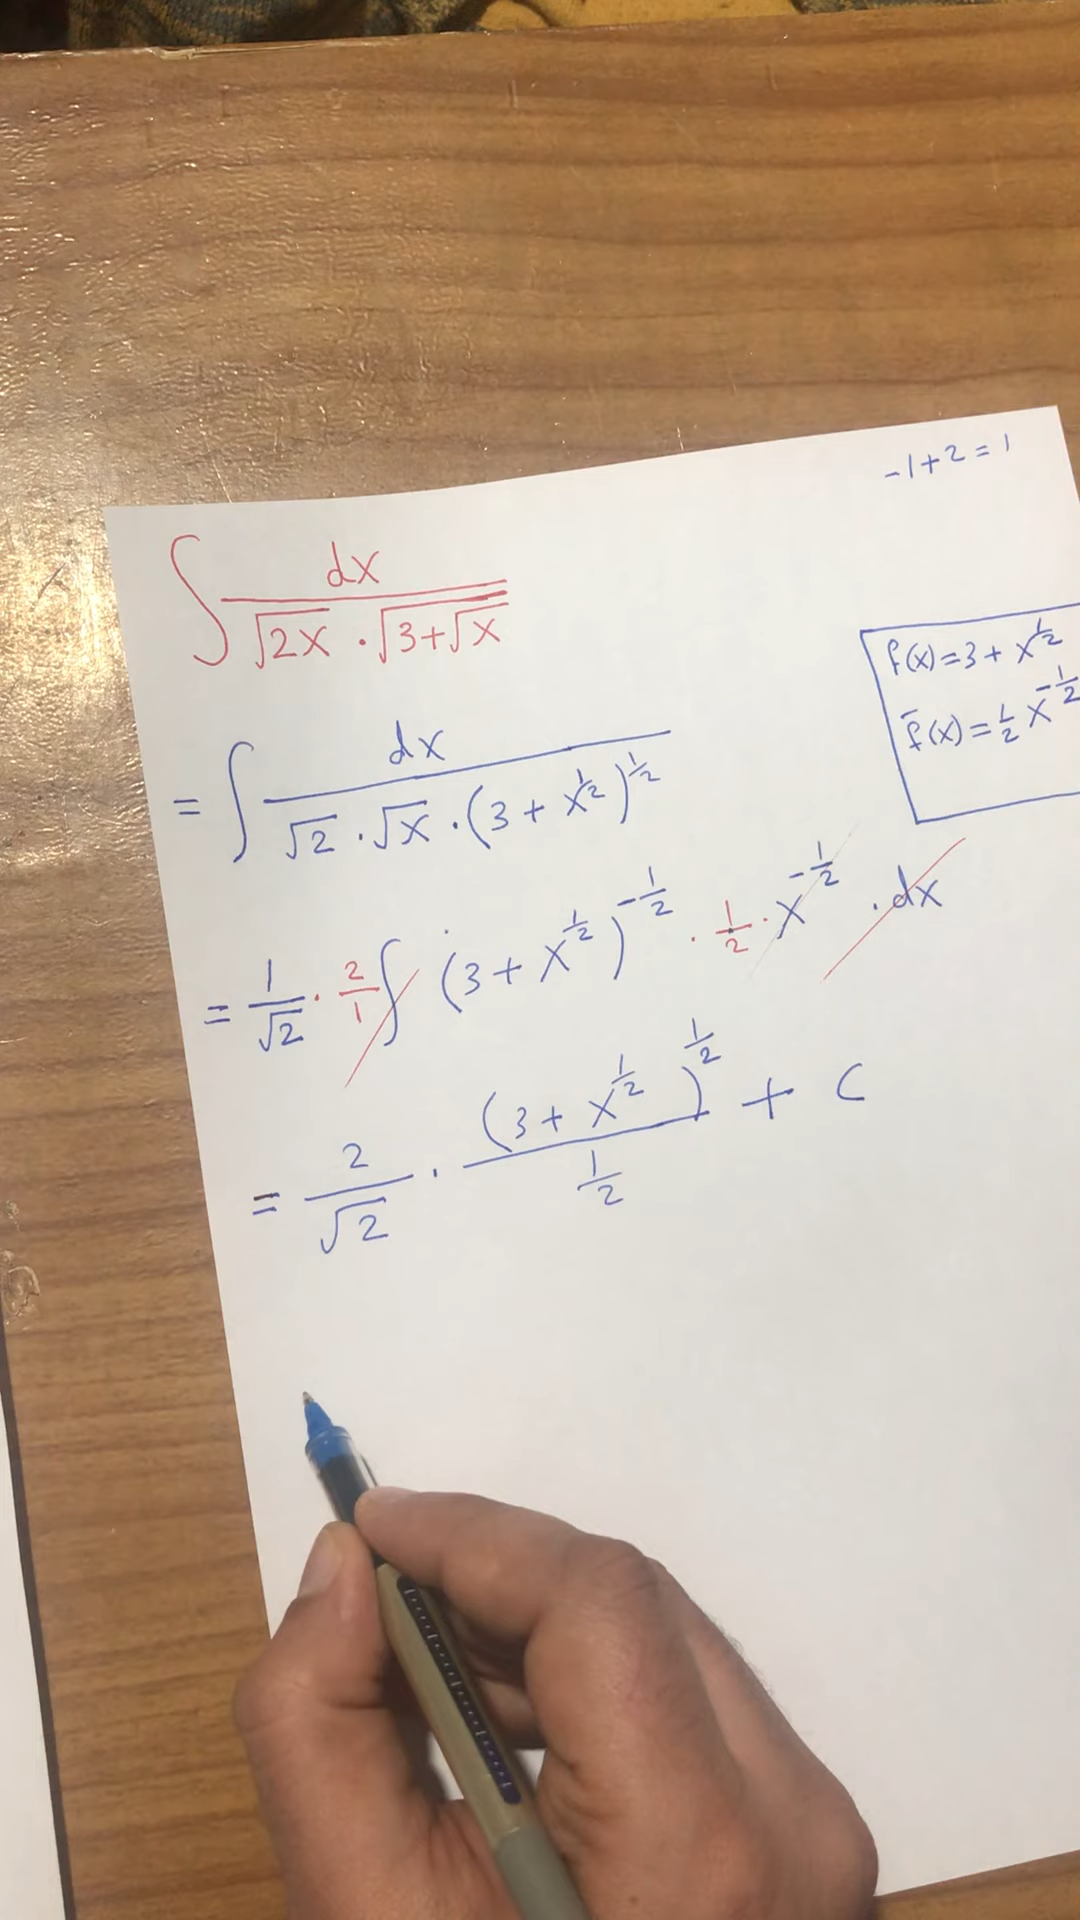 -1+2=1
∫ dx / (√2x · √(3+√x))
f(x)=3+x^(1/2)
f̄(x)=1/2 x^(-1/2)
= ∫ dx / (√2 · √x · (3+x^(1/2))^(1/2))
= 1/√2 · 2/1 ∫ (3+x^(1/2))^(-1/2) · 1/2 · x^(-1/2) · dx
= 2/√2 · (3+x^(1/2))^(1/2) / (1/2) + C